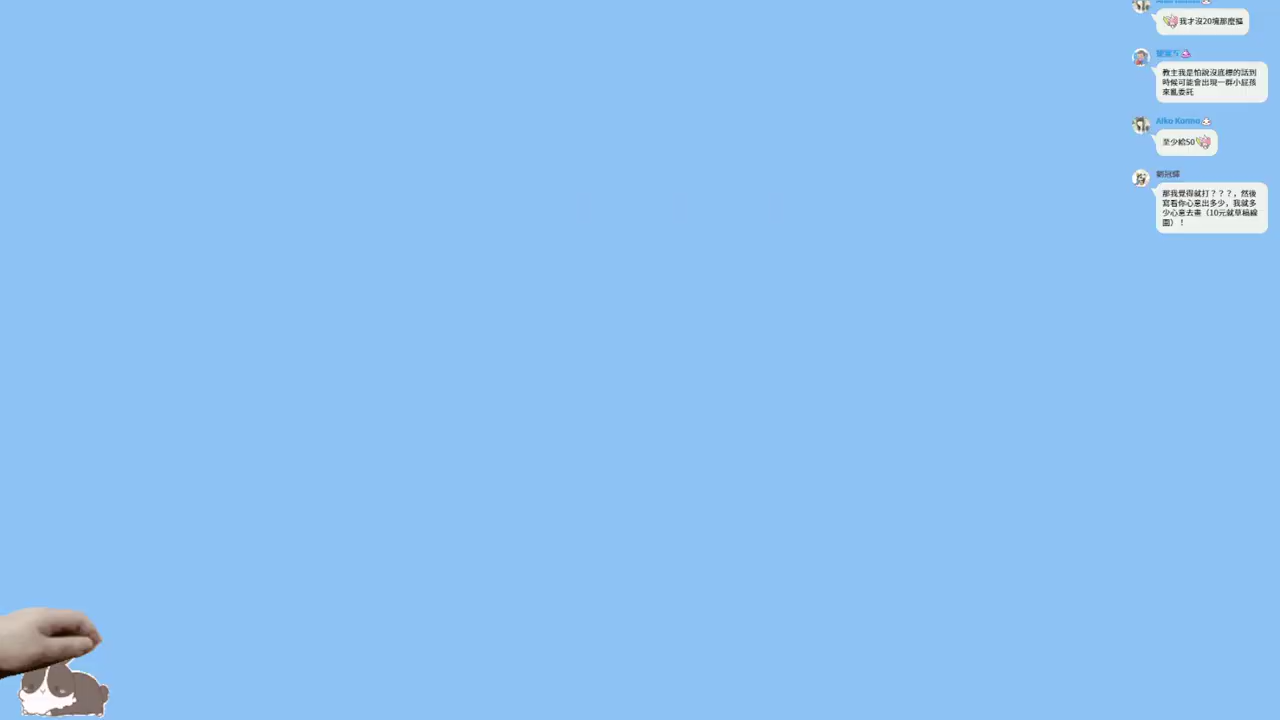 我才沒20塊那麼貓
教主我是怕說沒底標的話到
時候可能會出現一群小屁孩
來亂委託
Aiko Karma
至少給50
那我覺得就打？？？，然後
寫看你心意出多少，我就多
少心意去畫（10元就草稿線
圈）！